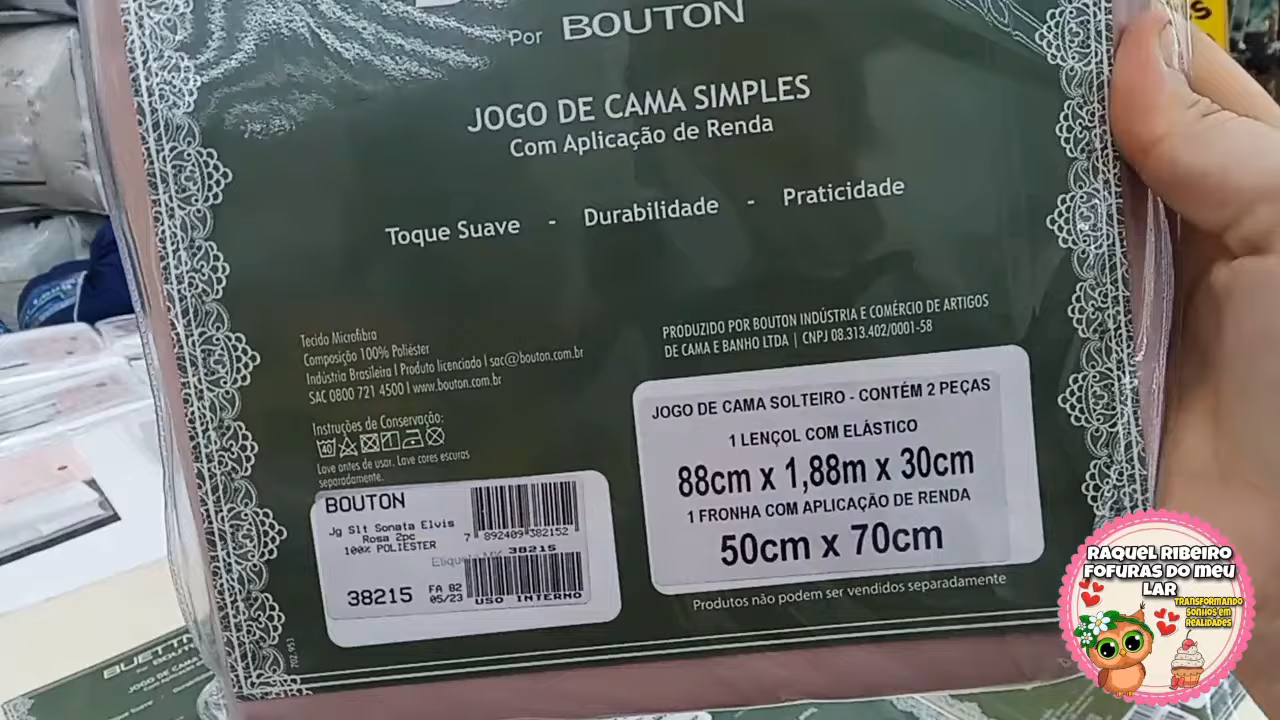 Por BOUTON
JOGO DE CAMA SIMPLES
Com Aplicação de Renda
Toque Suave - Durabilidade - Praticidade
Tecido Microfibra
Composição 100% Poliéster
Indústria Brasileira | Produto licenciado | sac@bouton.com.br
SAC 0800 721 4500 | www.bouton.com.br
Instruções de Conservação:
40
Lave antes de usar. Lave cores escuras
separadamente.
PRODUZIDO POR BOUTON INDÚSTRIA E COMÉRCIO DE ARTIGOS
DE CAMA E BANHO LTDA | CNPJ 08.313.402/0001-58
JOGO DE CAMA SOLTEIRO - CONTÉM 2 PEÇAS
1 LENÇOL COM ELÁSTICO
88cm x 1,88m x 30cm
1 FRONHA COM APLICAÇÃO DE RENDA
50cm x 70cm
Produtos não podem ser vendidos separadamente
BOUTON
Jg Slt Sonata Elvis
Rosa 2pc
100% POLIESTER
7 892409 382152
38215
38215
FA 82
05/23
USO INTERNO
702.953
JOGO DE CAMA
RAQUEL RIBEIRO
FOFURAS DO MEU
LAR
TRANSFORMANDO
SONHOS EM
REALIDADES